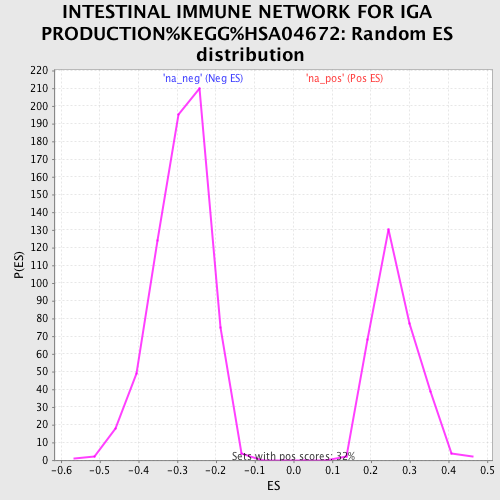 INTESTINAL IMMUNE NETWORK FOR IGA
PRODUCTION%KEGG%HSA04672: Random ES
distribution
'na_neg' (Neg ES) 'na_pos' (Pos ES)
220
210
200
190
180
170
160
150
140
130
120
110
100
90
80
70
60
50
40
30
20
10
0
P(ES)
Sets with pos scores: 32%
-0.6 -0.5 -0.4 -0.3 -0.2 -0.1 0.0 0.1 0.2 0.3 0.4 0.5
ES